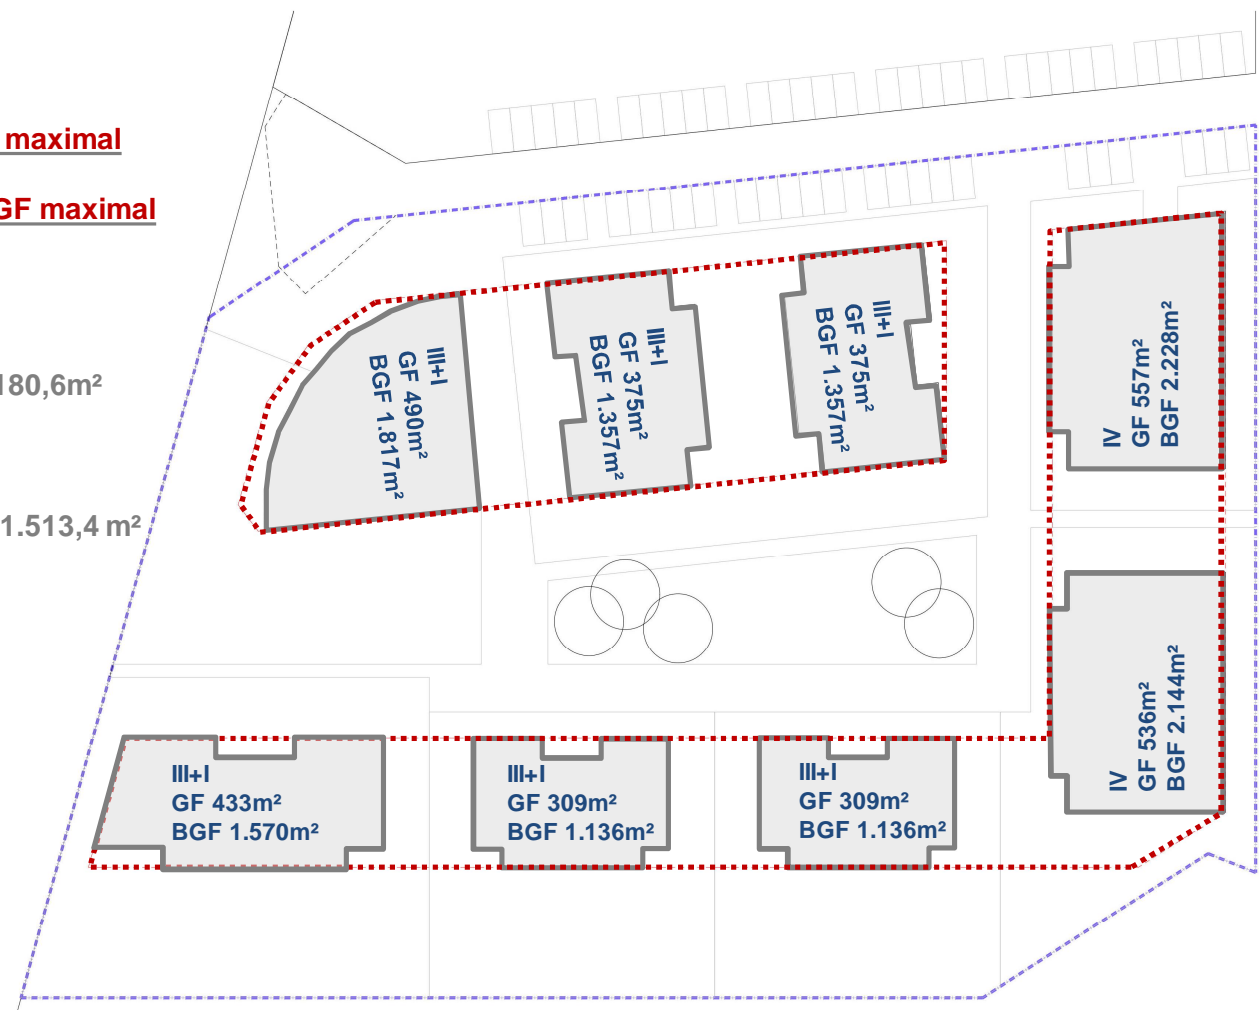 maximal
GF maximal
180,6m²
1.513,4 m²
III+I
GF 490m²
BGF 1.817m²
III+I
GF 375m²
BGF 1.357m²
III+I
GF 375m²
BGF 1.357m²
IV
GF 557m²
BGF 2.228m²
IV
GF 536m²
BGF 2.144m²
III+I
GF 433m²
BGF 1.570m²
III+I
GF 309m²
BGF 1.136m²
III+I
GF 309m²
BGF 1.136m²